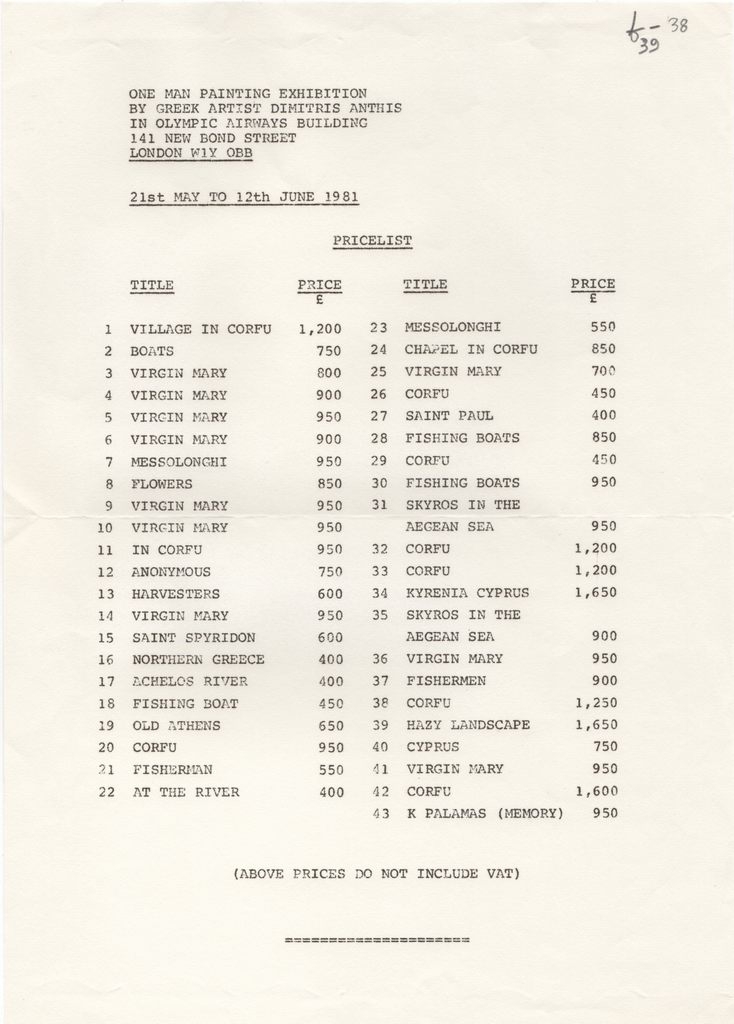 6 - 38
39
ONE MAN PAINTING EXHIBITION
BY GREEK ARTIST DIMITRIS ANTHIS
IN OLYMPIC AIRWAYS BUILDING
141 NEW BOND STREET
LONDON W1Y OBB
21st MAY TO 12th JUNE 1981
PRICELIST
TITLE PRICE TITLE PRICE
£ £
1 VILLAGE IN CORFU 1,200 23 MESSOLONGHI 550
2 BOATS 750 24 CHAPEL IN CORFU 850
3 VIRGIN MARY 800 25 VIRGIN MARY 700
4 VIRGIN MARY 900 26 CORFU 450
5 VIRGIN MARY 950 27 SAINT PAUL 400
6 VIRGIN MARY 900 28 FISHING BOATS 850
7 MESSOLONGHI 950 29 CORFU 450
8 FLOWERS 850 30 FISHING BOATS 950
9 VIRGIN MARY 950 31 SKYROS IN THE
10 VIRGIN MARY 950 AEGEAN SEA 950
11 IN CORFU 950 32 CORFU 1,200
12 ANONYMOUS 750 33 CORFU 1,200
13 HARVESTERS 600 34 KYRENIA CYPRUS 1,650
14 VIRGIN MARY 950 35 SKYROS IN THE
15 SAINT SPYRIDON 600 AEGEAN SEA 900
16 NORTHERN GREECE 400 36 VIRGIN MARY 950
17 ACHELOS RIVER 400 37 FISHERMEN 900
18 FISHING BOAT 450 38 CORFU 1,250
19 OLD ATHENS 650 39 HAZY LANDSCAPE 1,650
20 CORFU 950 40 CYPRUS 750
21 FISHERMAN 550 41 VIRGIN MARY 950
22 AT THE RIVER 400 42 CORFU 1,600
43 K PALAMAS (MEMORY) 950
(ABOVE PRICES DO NOT INCLUDE VAT)
=====================